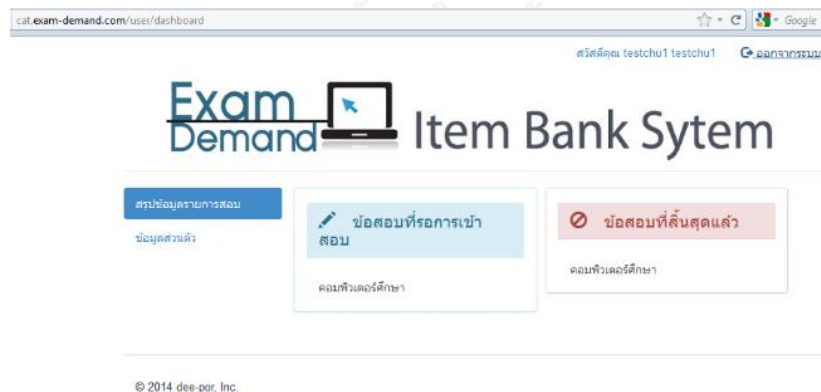 cat.exam-demand.com/user/dashboard
Google
สวัสดีคุณ testchu1 testchu1 ออกจากระบบ
Exam
Demand
Item Bank Sytem
สรุปข้อมูลรายการสอบ
ข้อมูลส่วนตัว
ข้อสอบที่รอการเข้า
สอบ
คอมพิวเตอร์ศึกษา
ข้อสอบที่สิ้นสุดแล้ว
คอมพิวเตอร์ศึกษา
© 2014 dee-por, Inc.